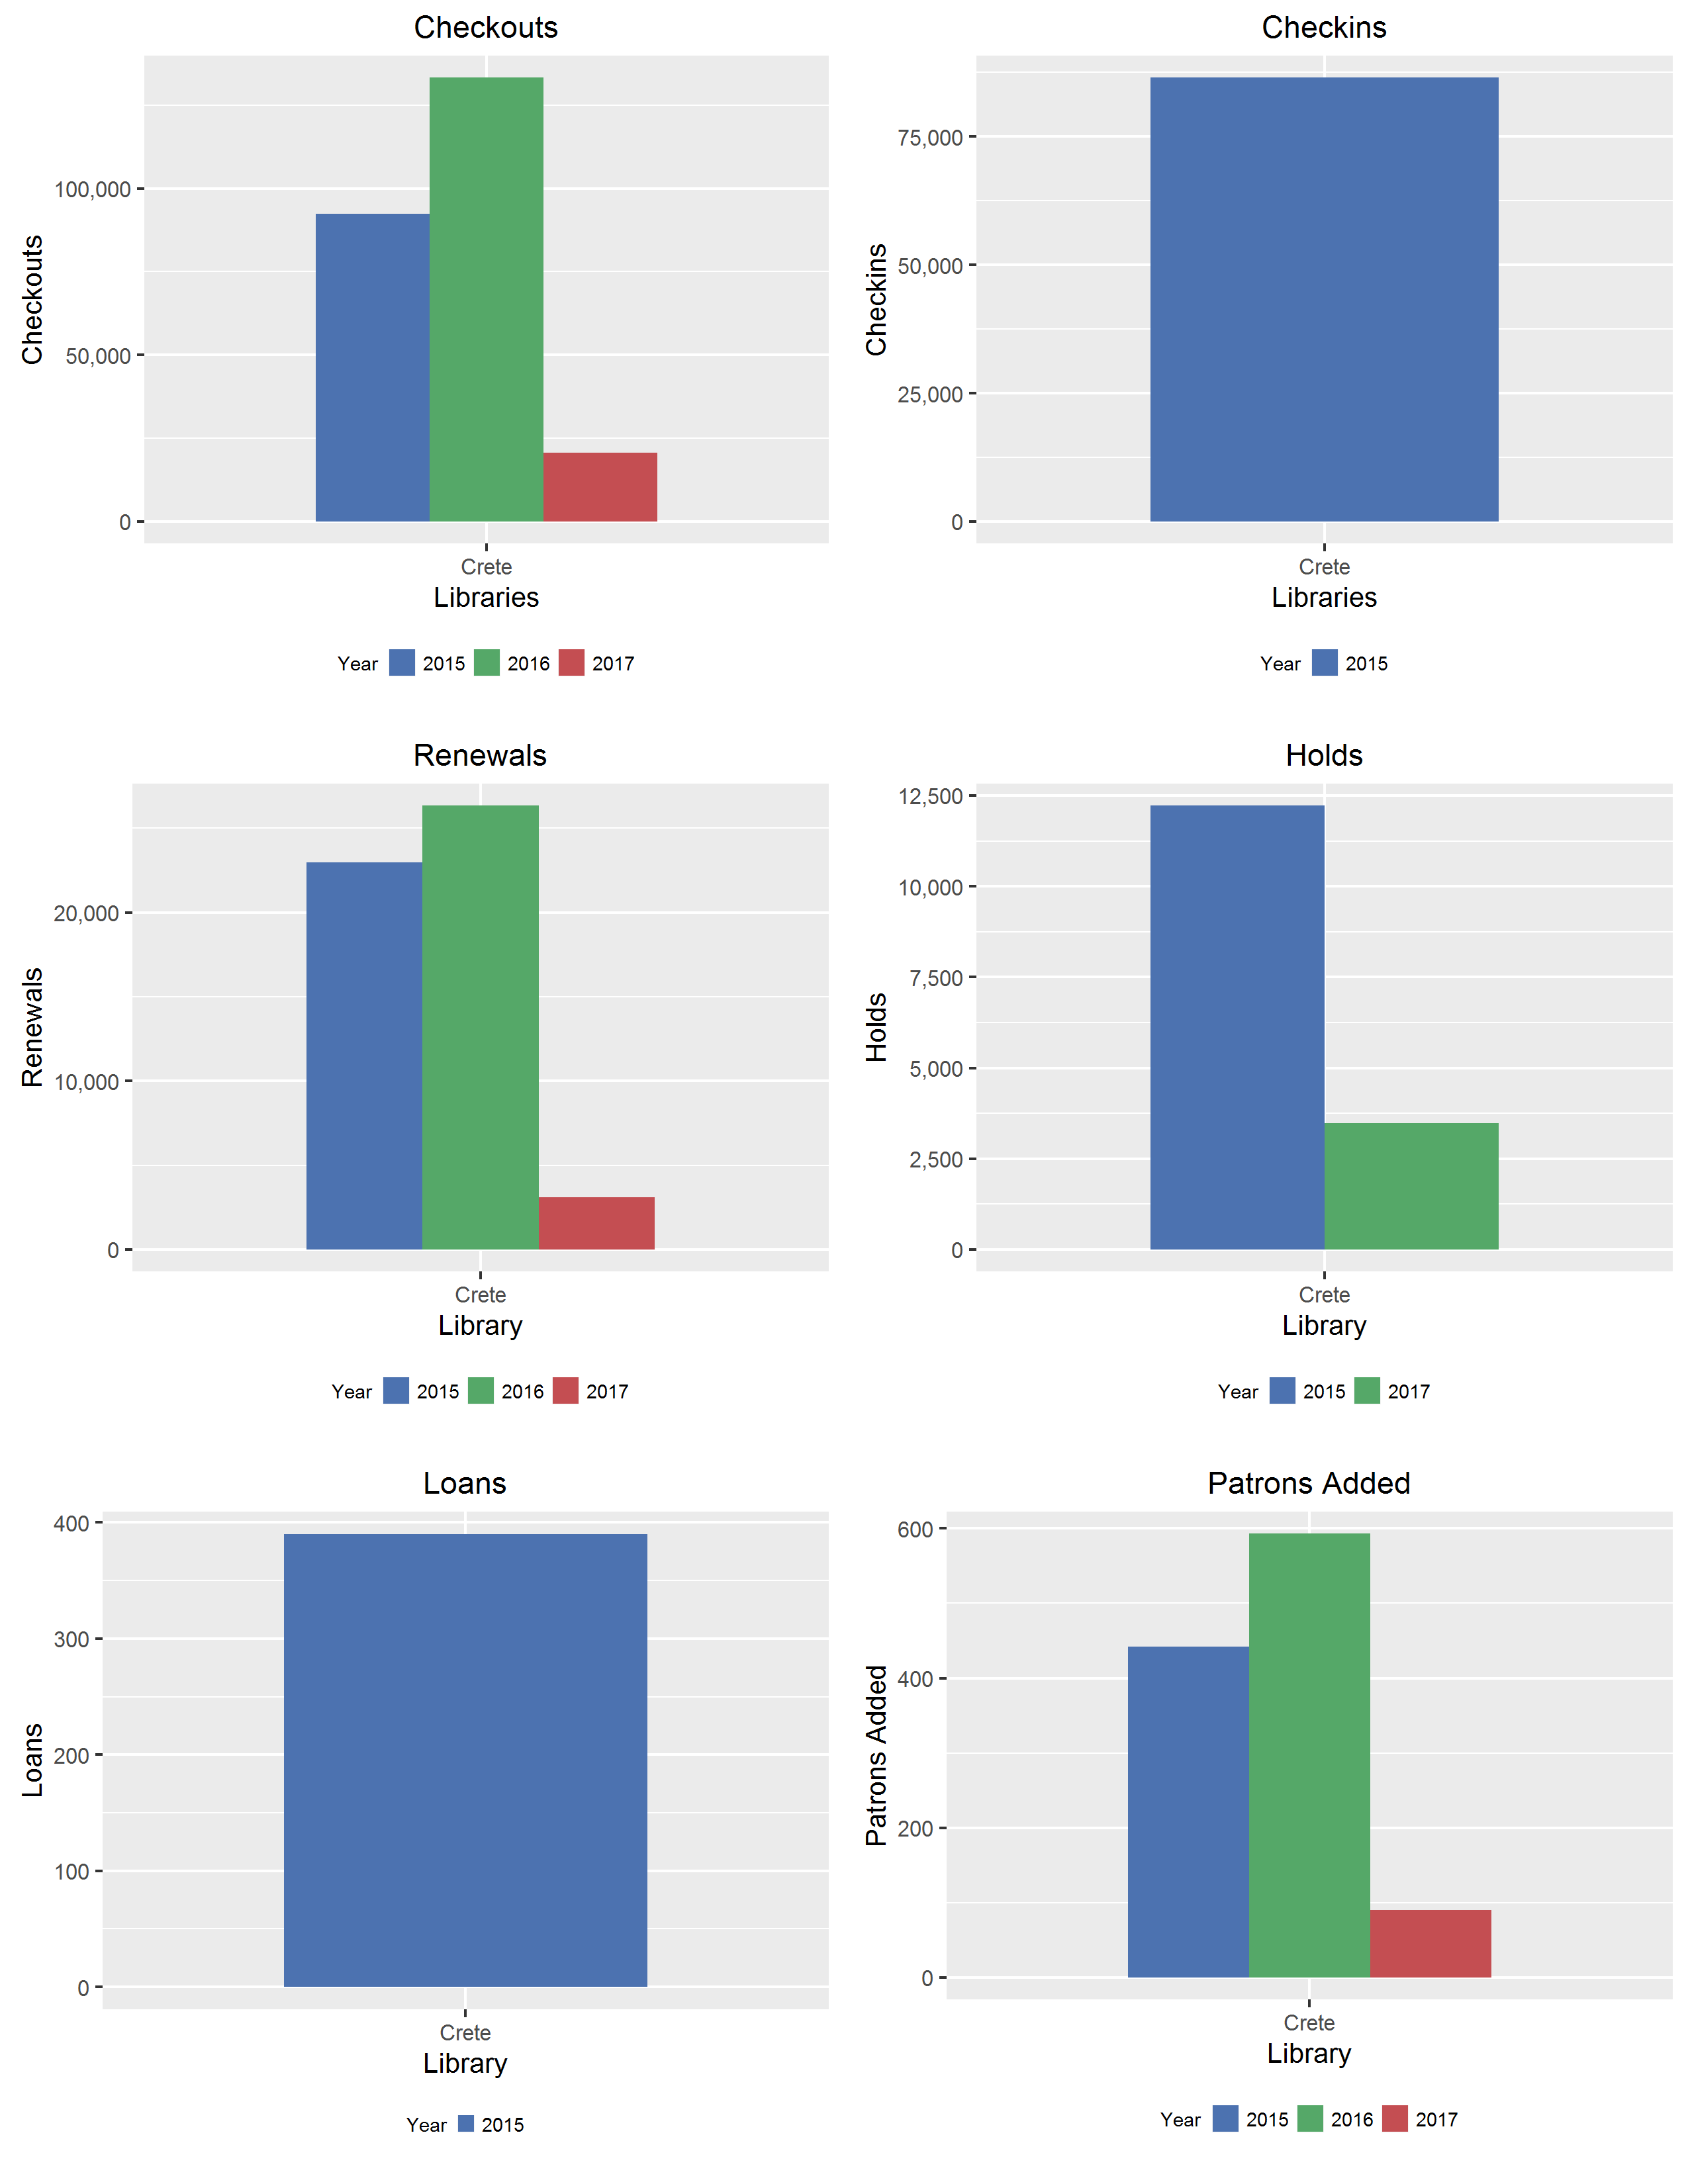 Checkouts
Checkouts
100,000
50,000
0
Crete
Libraries
Year 2015 2016 2017
Checkins
Checkins
75,000
50,000
25,000
0
Crete
Libraries
Year 2015
Renewals
Renewals
20,000
10,000
0
Crete
Library
Year 2015 2016 2017
Holds
Holds
12,500
10,000
7,500
5,000
2,500
0
Crete
Library
Year 2015 2017
Loans
Loans
400
300
200
100
0
Crete
Library
Year 2015
Patrons Added
Patrons Added
600
400
200
0
Crete
Library
Year 2015 2016 2017